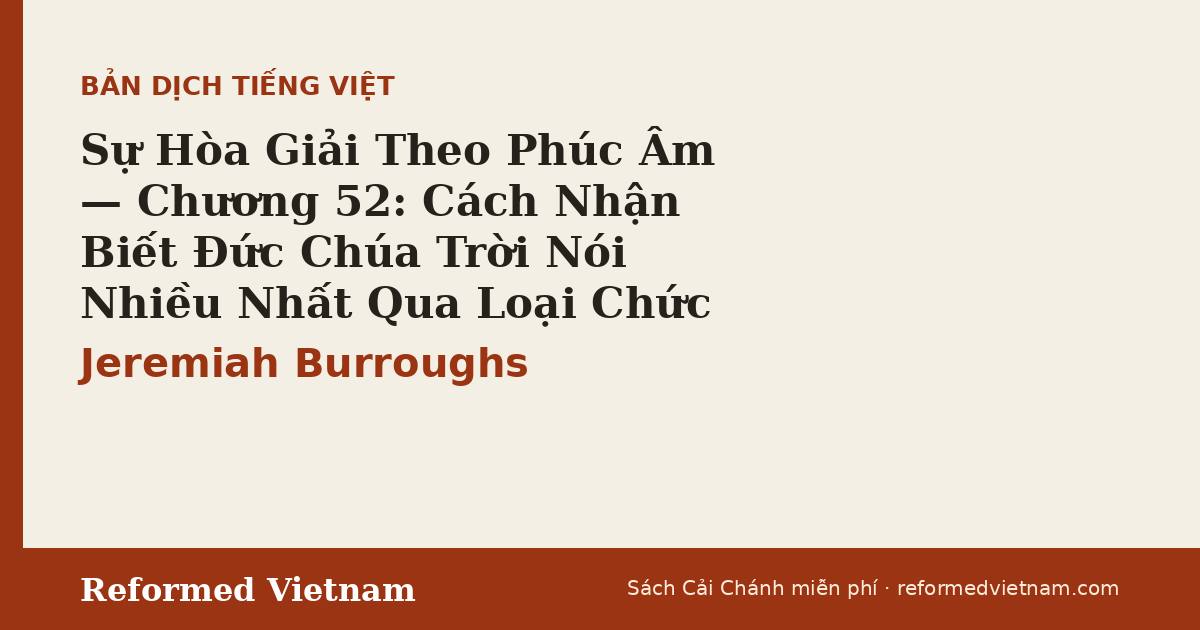 BẢN DỊCH TIẾNG VIỆT
Sự Hòa Giải Theo Phúc Âm
— Chương 52: Cách Nhận
Biết Đức Chúa Trời Nói
Nhiều Nhất Qua Loại Chức
Jeremiah Burroughs
Reformed Vietnam
Sách Cải Chánh miễn phí · reformedvietnam.com